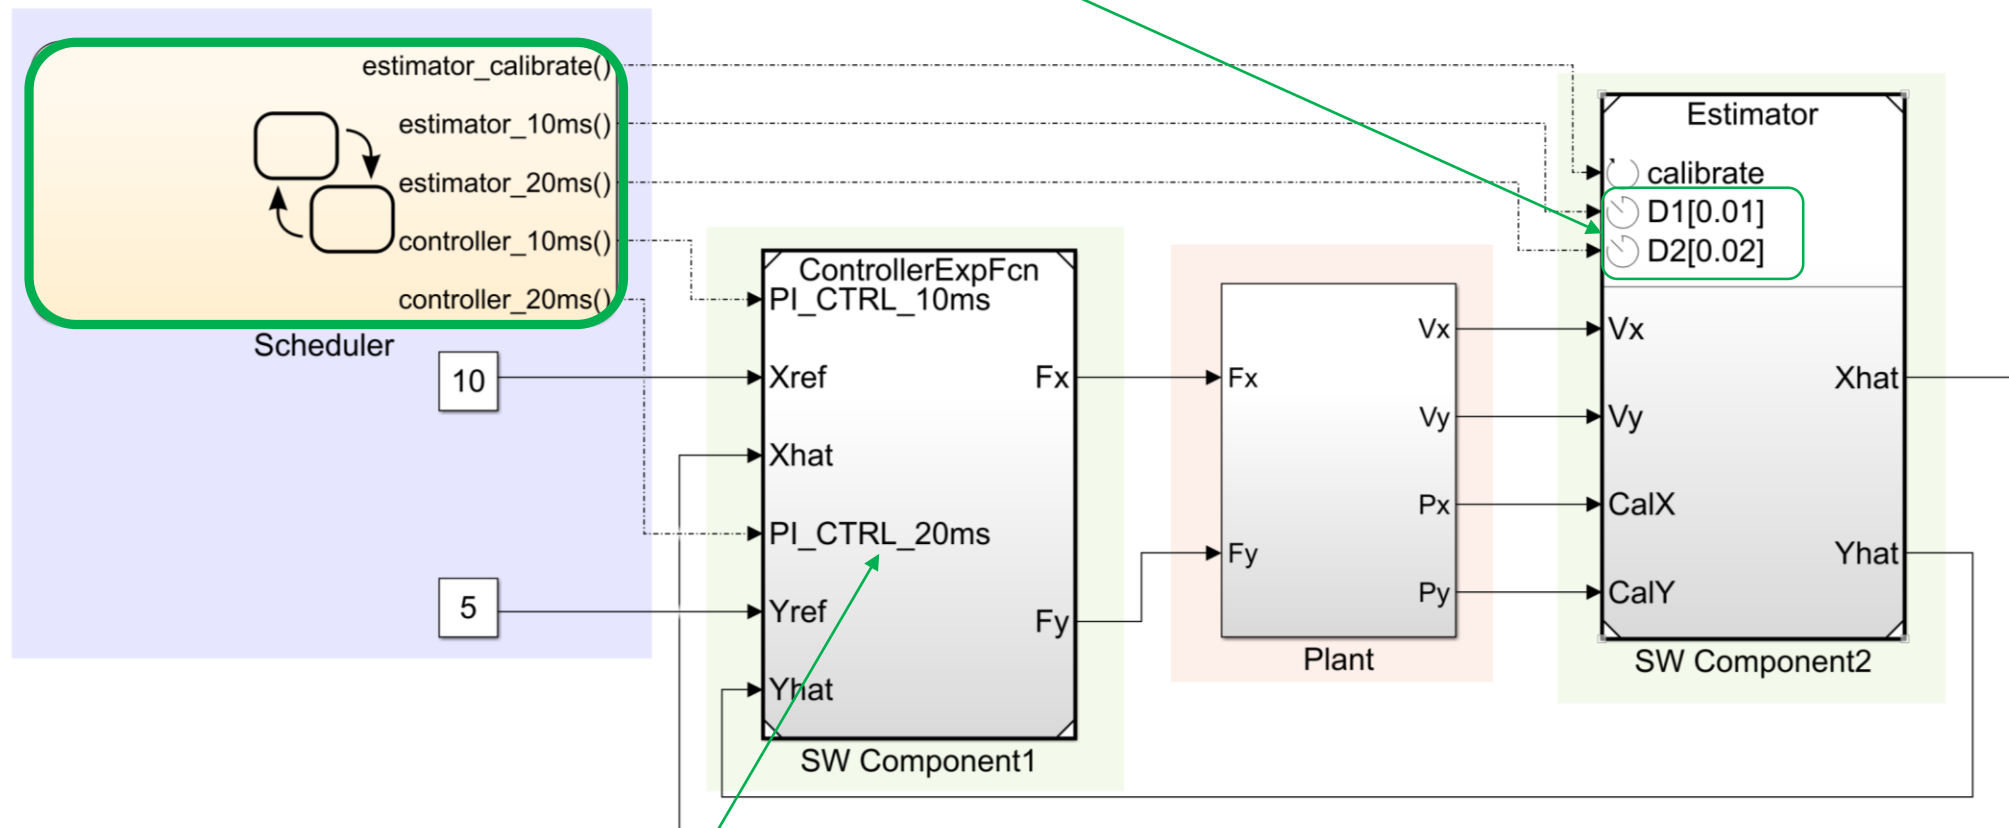 estimator_calibrate()
estimator_10ms()
estimator_20ms()
controller_10ms()
controller_20ms()
Scheduler
10
5
ControllerExpFcn
PI_CTRL_10ms
Xref
Xhat
PI_CTRL_20ms
Yref
Yhat
Fx
Fy
SW Component1
Fx
Fy
Vx
Vy
Px
Py
Plant
Estimator
calibrate
D1[0.01]
D2[0.02]
Vx
Vy
CalX
CalY
Xhat
Yhat
SW Component2